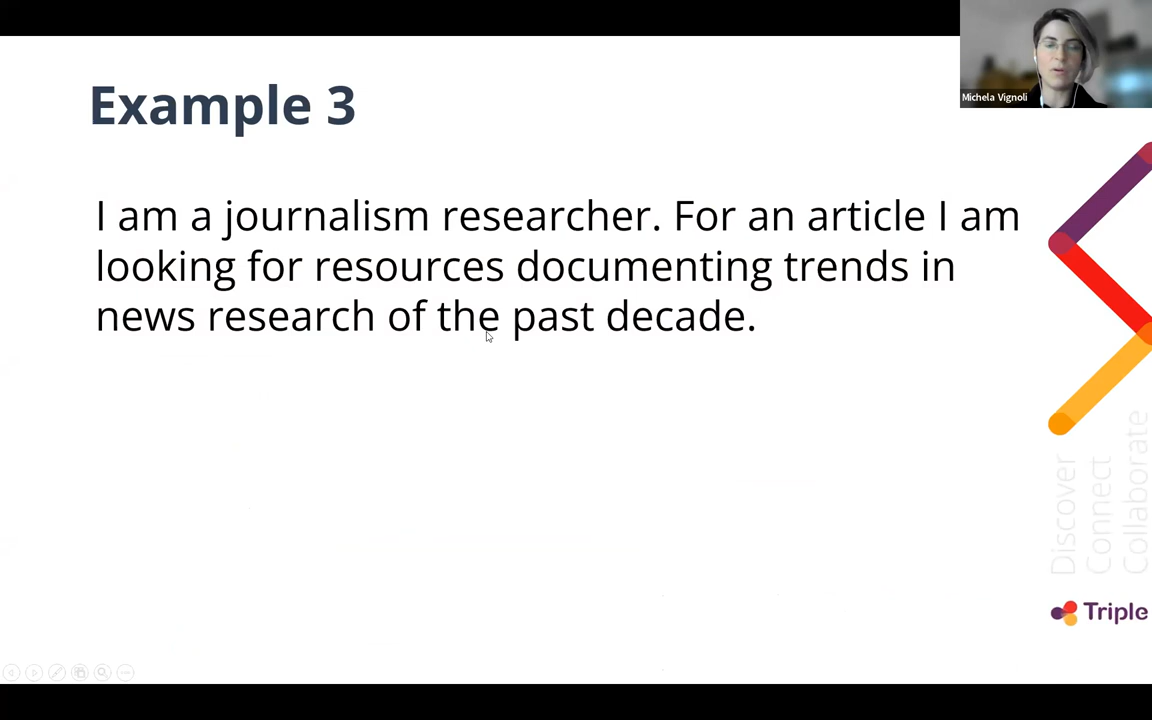 Example 3
Michela Vignoli
I am a journalism researcher. For an article I am
looking for resources documenting trends in
news research of the past decade.
Discover
Connect
Collaborate
Triple